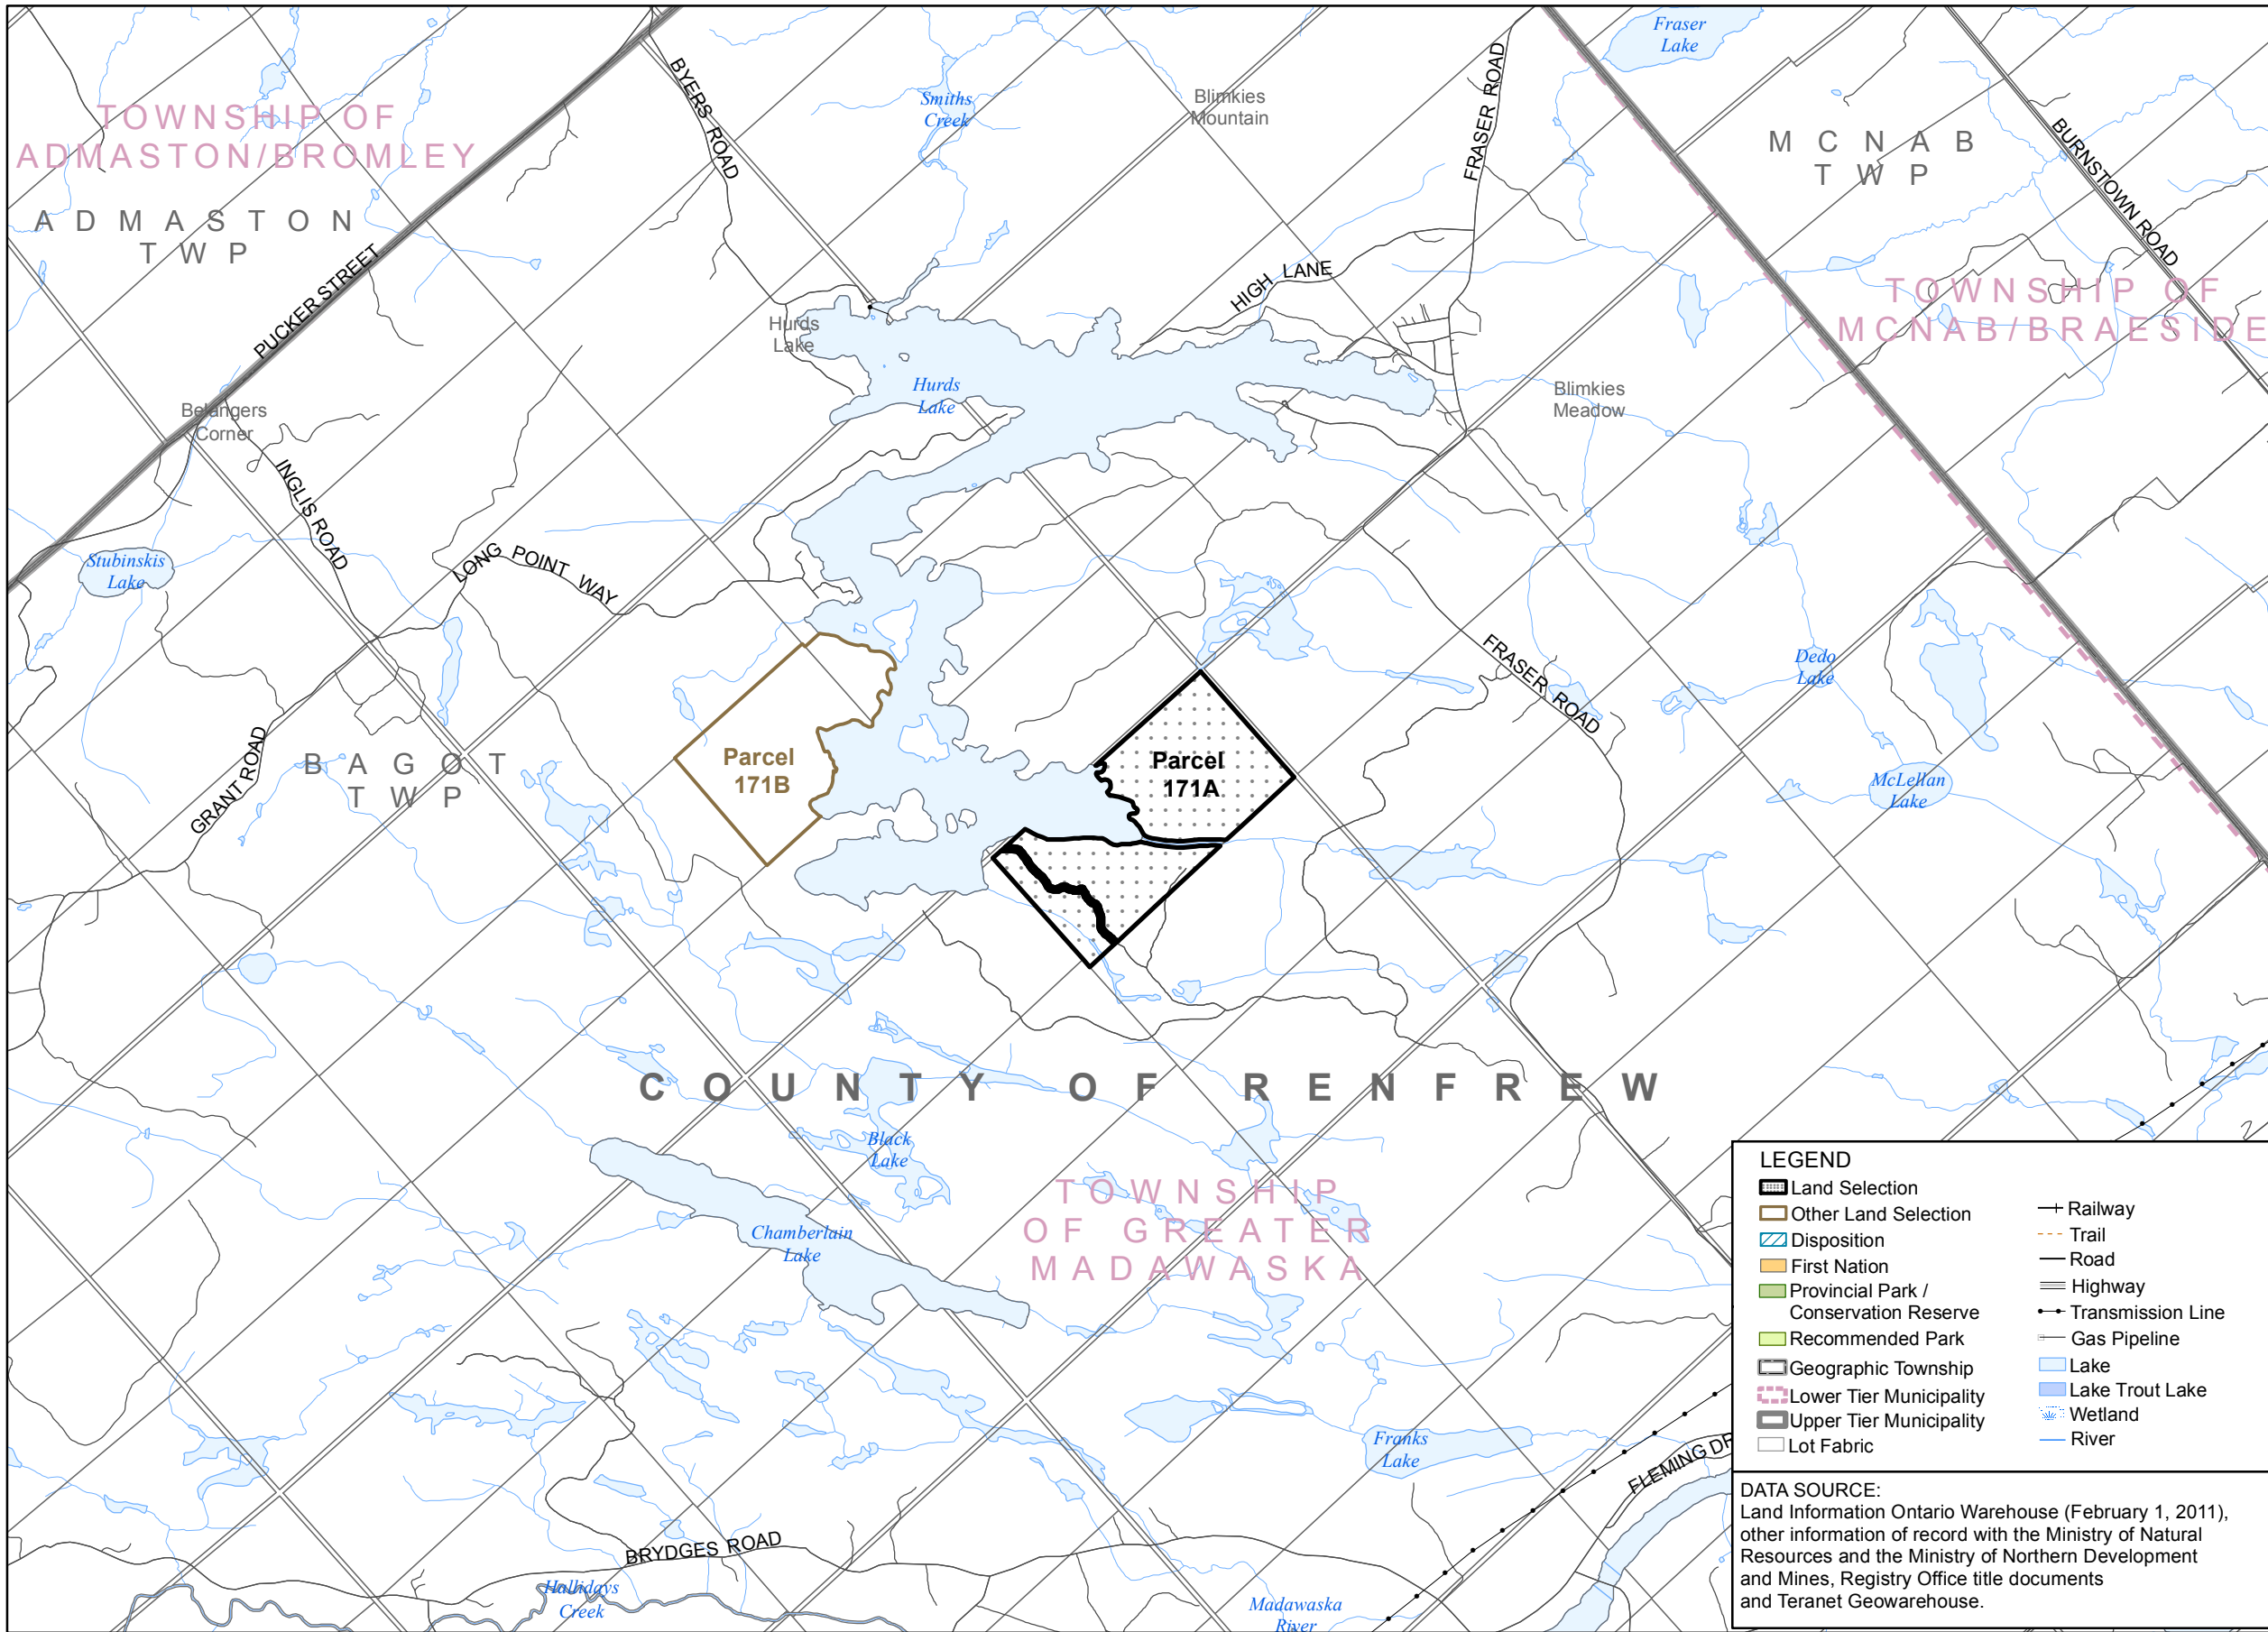 Fraser
Lake
BYERS ROAD
Smiths
Creek
Blimkies
Mountain
FRASER ROAD
TOWNSHIP OF
ADMASTON/BROMLEY
MCNAB
TWP
BURNSTOWN ROAD
ADMASTON
TWP
PUCKER STREET
HIGH LANE
TOWNSHIP OF
MCNAB/BRAESIDE
Hurds
Lake
Hurds
Lake
Blimkies
Meadow
Belangers
Corner
INGLIS ROAD
Stubinskis
Lake
LONG POINT WAY
FRASER ROAD
Dedo
Lake
GRANT ROAD
BAGOT
TWP
Parcel
171B
Parcel
171A
McLellan
Lake
COUNTY OF RENFREW
Black
Lake
TOWNSHIP
OF GREATER
MADAWASKA
Chamberlain
Lake
Franks
Lake
FLEMING DR
BRYDGES ROAD
Hallidays
Creek
Madawaska
River
LEGEND
Land Selection
Other Land Selection
Disposition
First Nation
Provincial Park /
Conservation Reserve
Recommended Park
Geographic Township
Lower Tier Municipality
Upper Tier Municipality
Lot Fabric
Railway
Trail
Road
Highway
Transmission Line
Gas Pipeline
Lake
Lake Trout Lake
Wetland
River
DATA SOURCE:
Land Information Ontario Warehouse (February 1, 2011),
other information of record with the Ministry of Natural
Resources and the Ministry of Northern Development
and Mines, Registry Office title documents
and Teranet Geowarehouse.